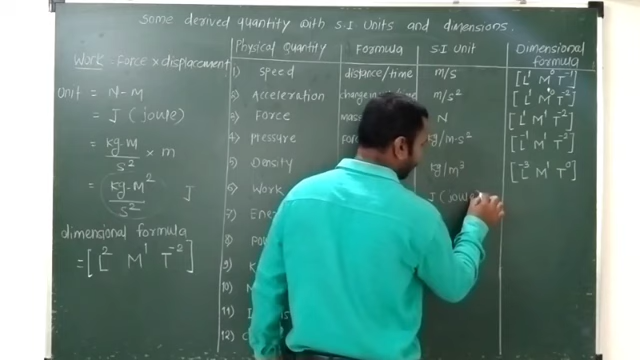 Some derived quantity with S.I Units and dimensions.
Work = Force × displacement
Unit = N-M
= J (joule)
= kg-m/s² × m
= kg-M²/s² J
dimensional formula
= [L² M¹ T⁻²]
Physical Quantity Formula S.I Unit Dimensional formula
1) Speed distance/time m/s [L¹ M⁰ T⁻¹]
2) Acceleration change in m/s² [L¹ M⁰ T⁻²]
3) Force mass N [L¹ M¹ T⁻²]
4) Pressure kg/m-s² [L⁻¹ M¹ T⁻²]
5) Density kg/m³ [L⁻³ M¹ T⁰]
6) Work J (joule
7) Ene
8)
9) K
10) M
11) I
12) C